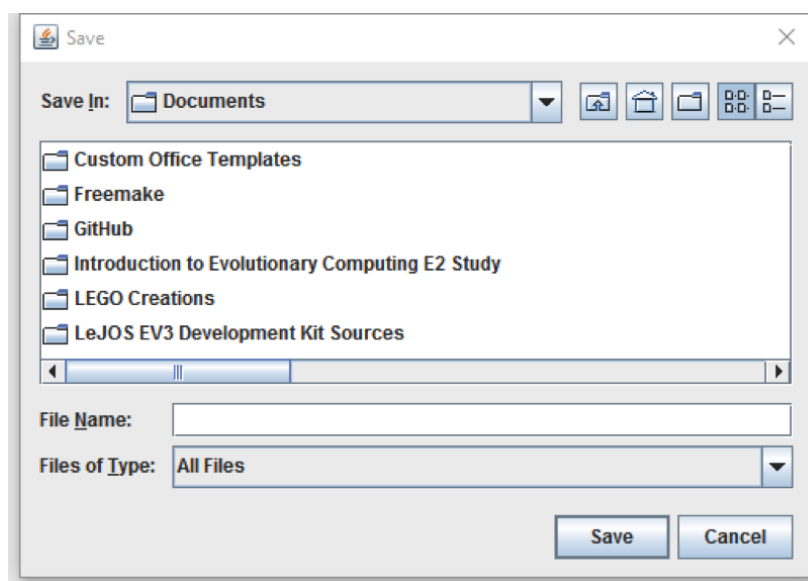 Save
Save In: Documents
Custom Office Templates
Freemake
GitHub
Introduction to Evolutionary Computing E2 Study
LEGO Creations
LeJOS EV3 Development Kit Sources
File Name:
Files of Type: All Files
Save Cancel